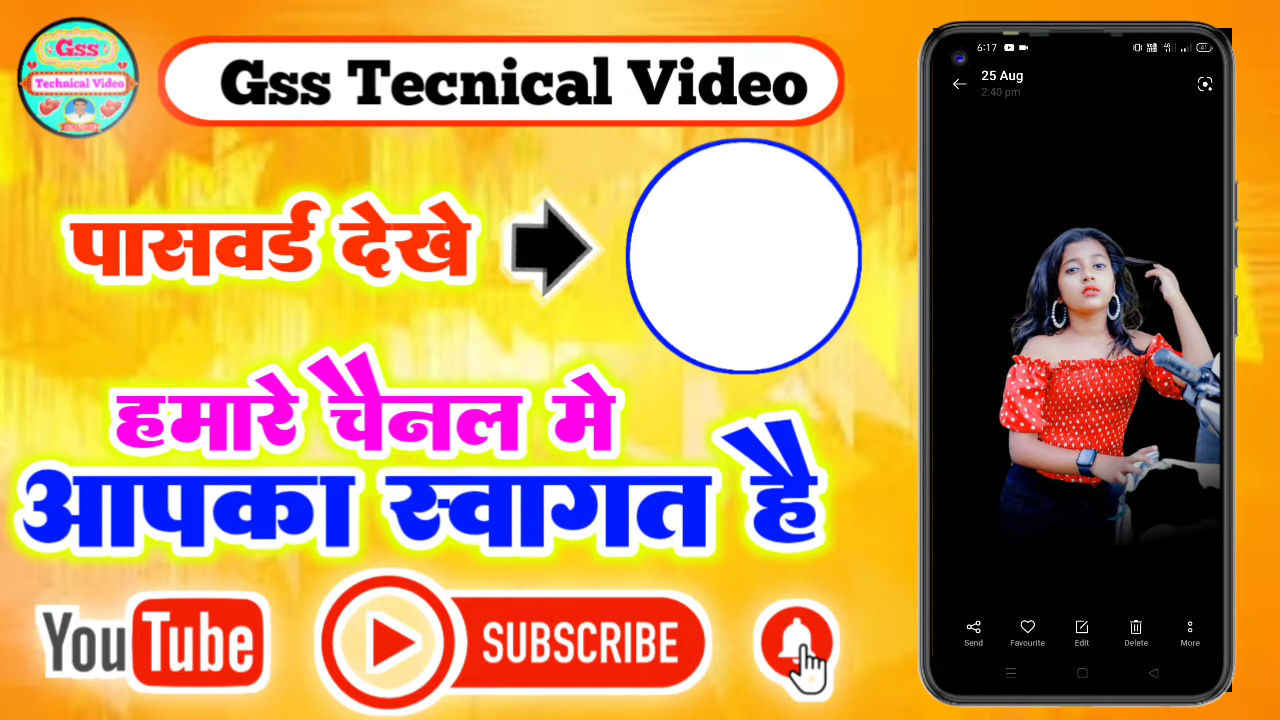 Gss
Technical Video
Gss Tecnical Video
पासवर्ड देखे
हमारे चैनल मे
आपका स्वागत है
YouTube
SUBSCRIBE
6:17
25 Aug
2:40 pm
Send
Favourite
Edit
Delete
More